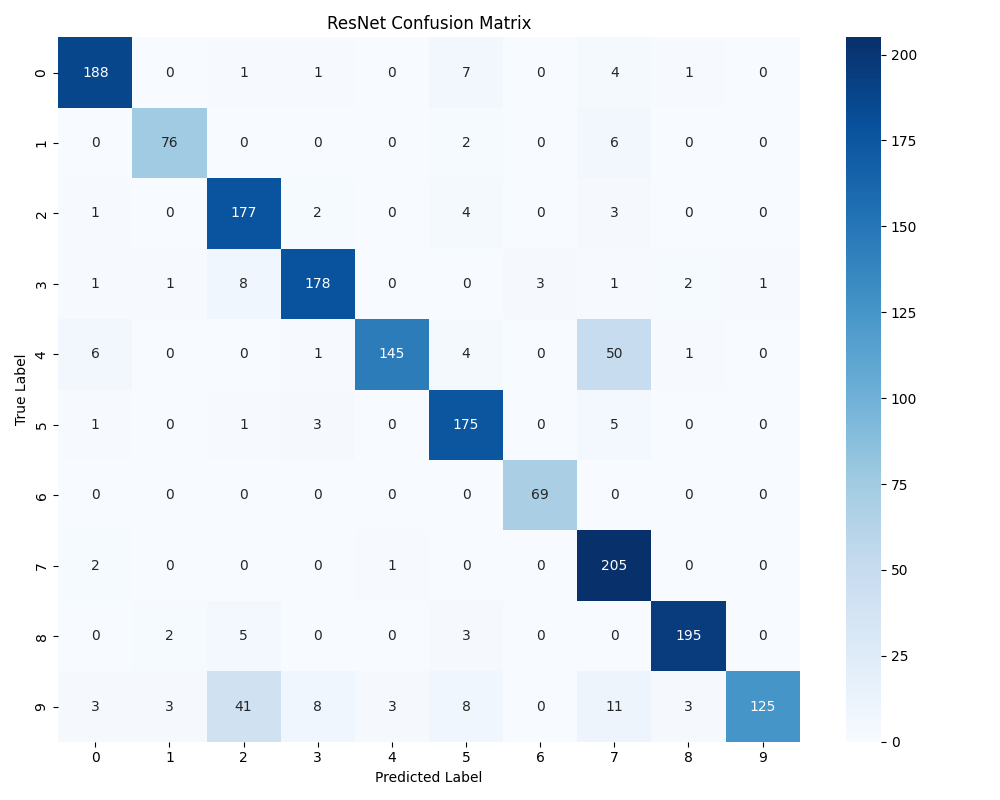 ResNet Confusion Matrix
0 188 0 1 1 0 7 0 4 1 0
1 0 76 0 0 0 2 0 6 0 0
2 1 0 177 2 0 4 0 3 0 0
3 1 1 8 178 0 0 3 1 2 1
4 6 0 0 1 145 4 0 50 1 0
5 1 0 1 3 0 175 0 5 0 0
6 0 0 0 0 0 0 69 0 0 0
7 2 0 0 0 1 0 0 205 0 0
8 0 2 5 0 0 3 0 0 195 0
9 3 3 41 8 3 8 0 11 3 125
0 1 2 3 4 5 6 7 8 9
Predicted Label
True Label
200
175
150
125
100
75
50
25
0